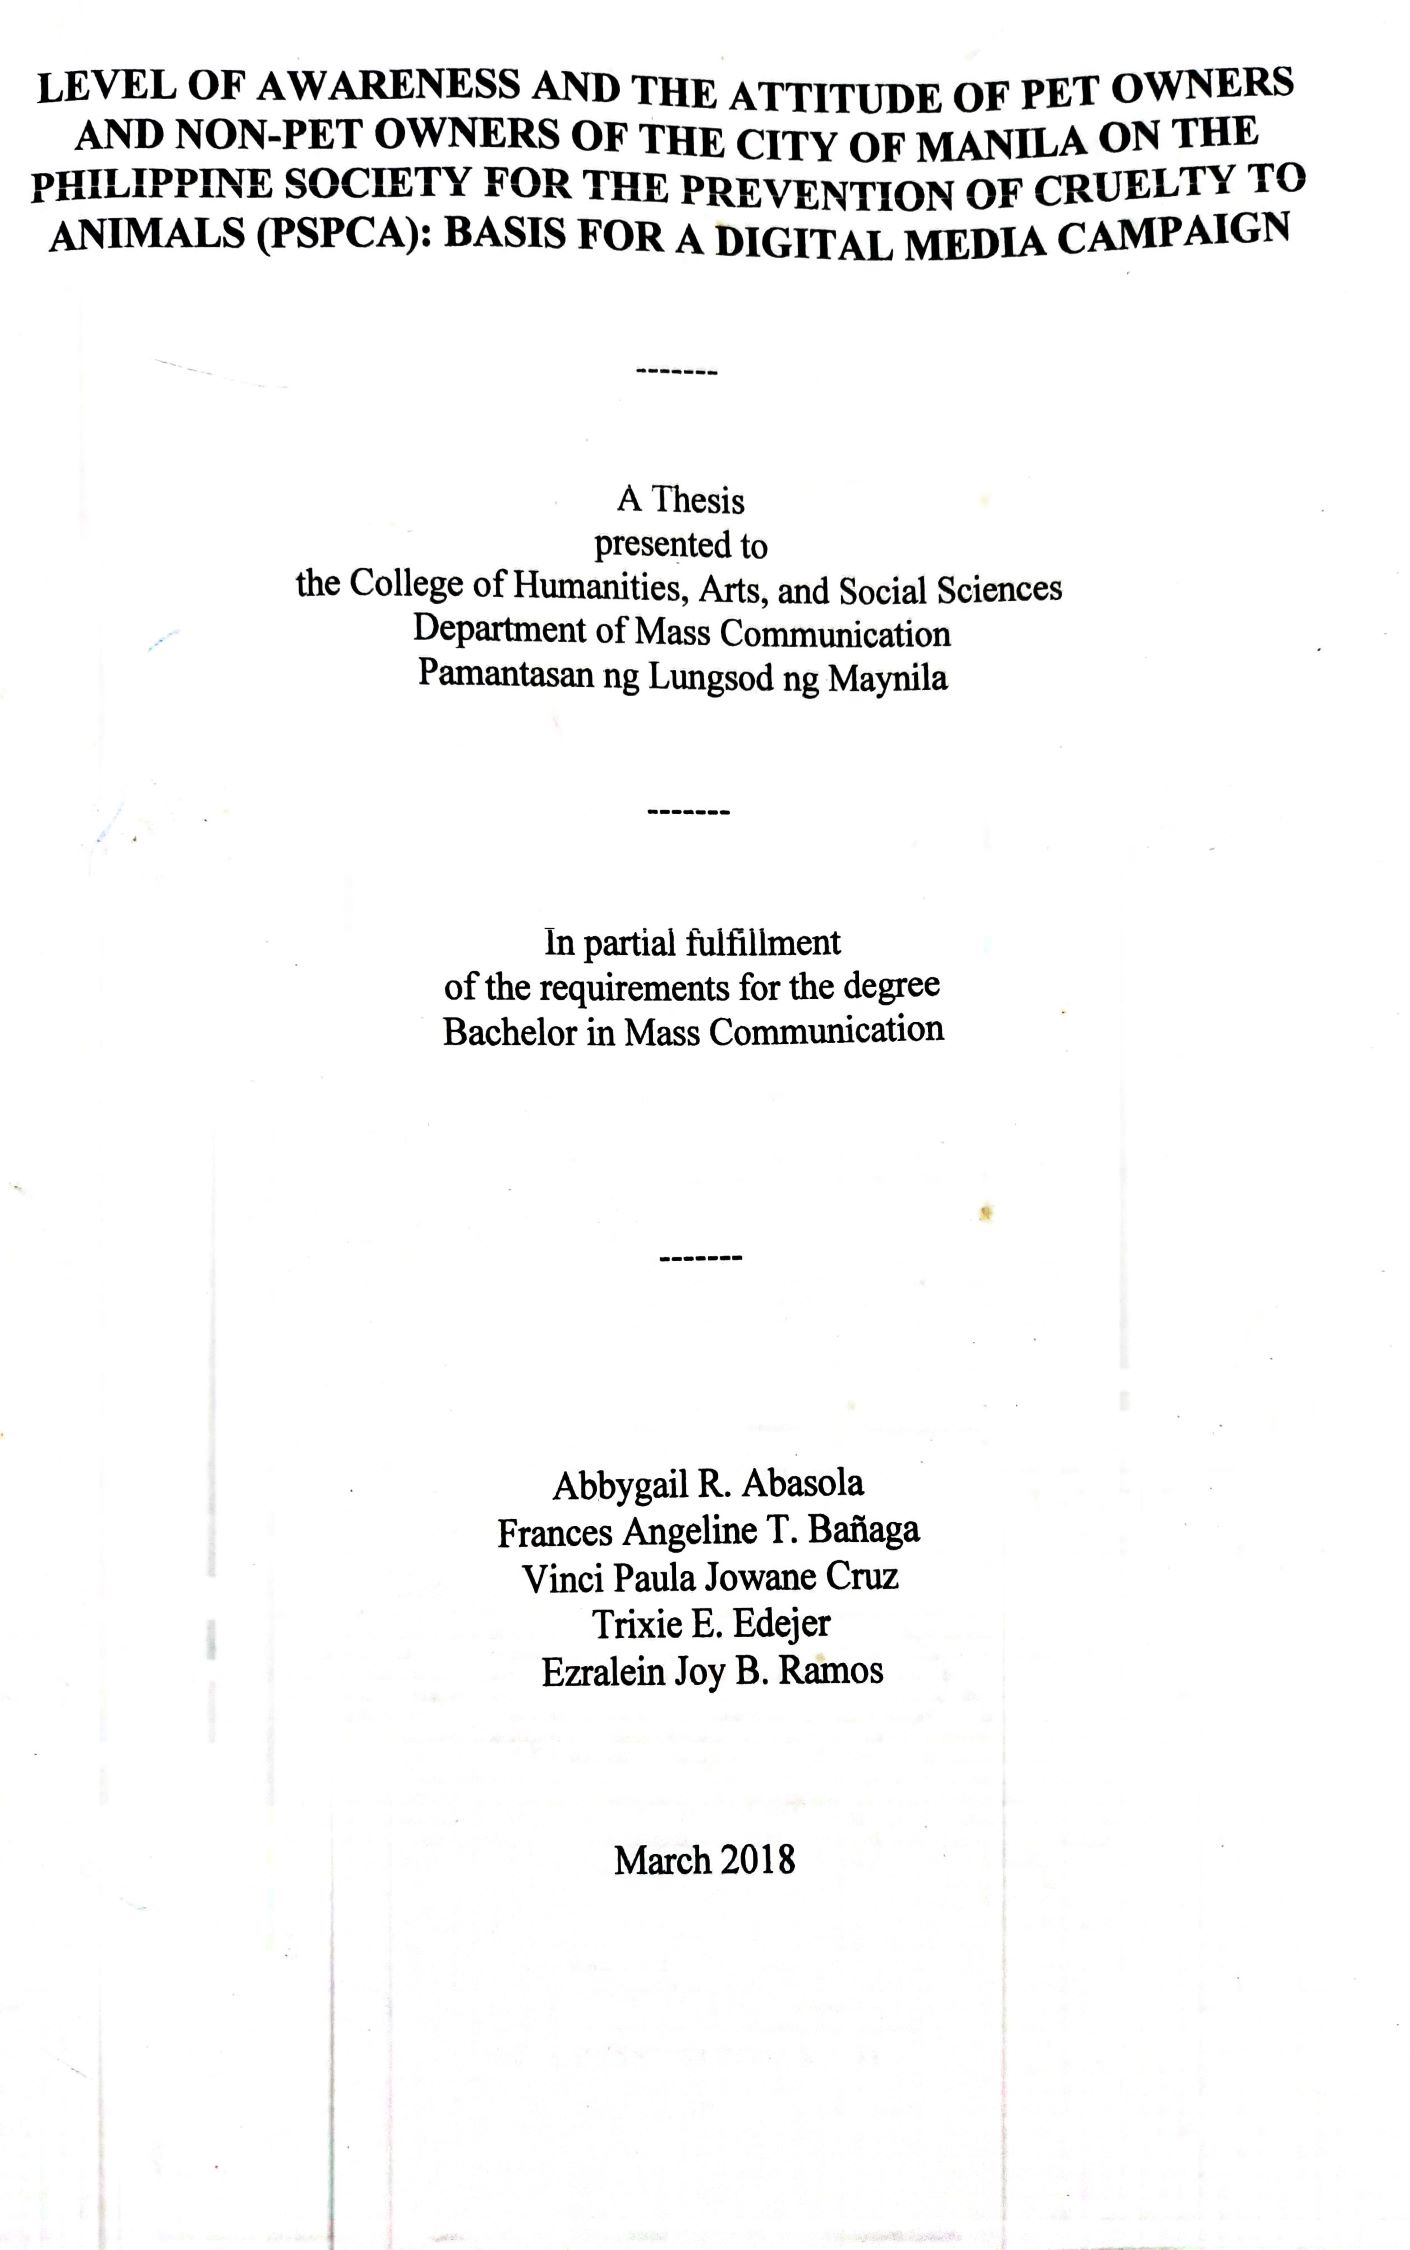 LEVEL OF AWARENESS AND THE ATTITUDE OF PET OWNERS
AND NON-PET OWNERS OF THE CITY OF MANILA ON THE
PHILIPPINE SOCIETY FOR THE PREVENTION OF CRUELTY TO
ANIMALS (PSPCA): BASIS FOR A DIGITAL MEDIA CAMPAIGN
-------
A Thesis
presented to
the College of Humanities, Arts, and Social Sciences
Department of Mass Communication
Pamantasan ng Lungsod ng Maynila
-------
In partial fulfillment
of the requirements for the degree
Bachelor in Mass Communication
-------
Abbygail R. Abasola
Frances Angeline T. Bañaga
Vinci Paula Jowane Cruz
Trixie E. Edejer
Ezralein Joy B. Ramos
March 2018